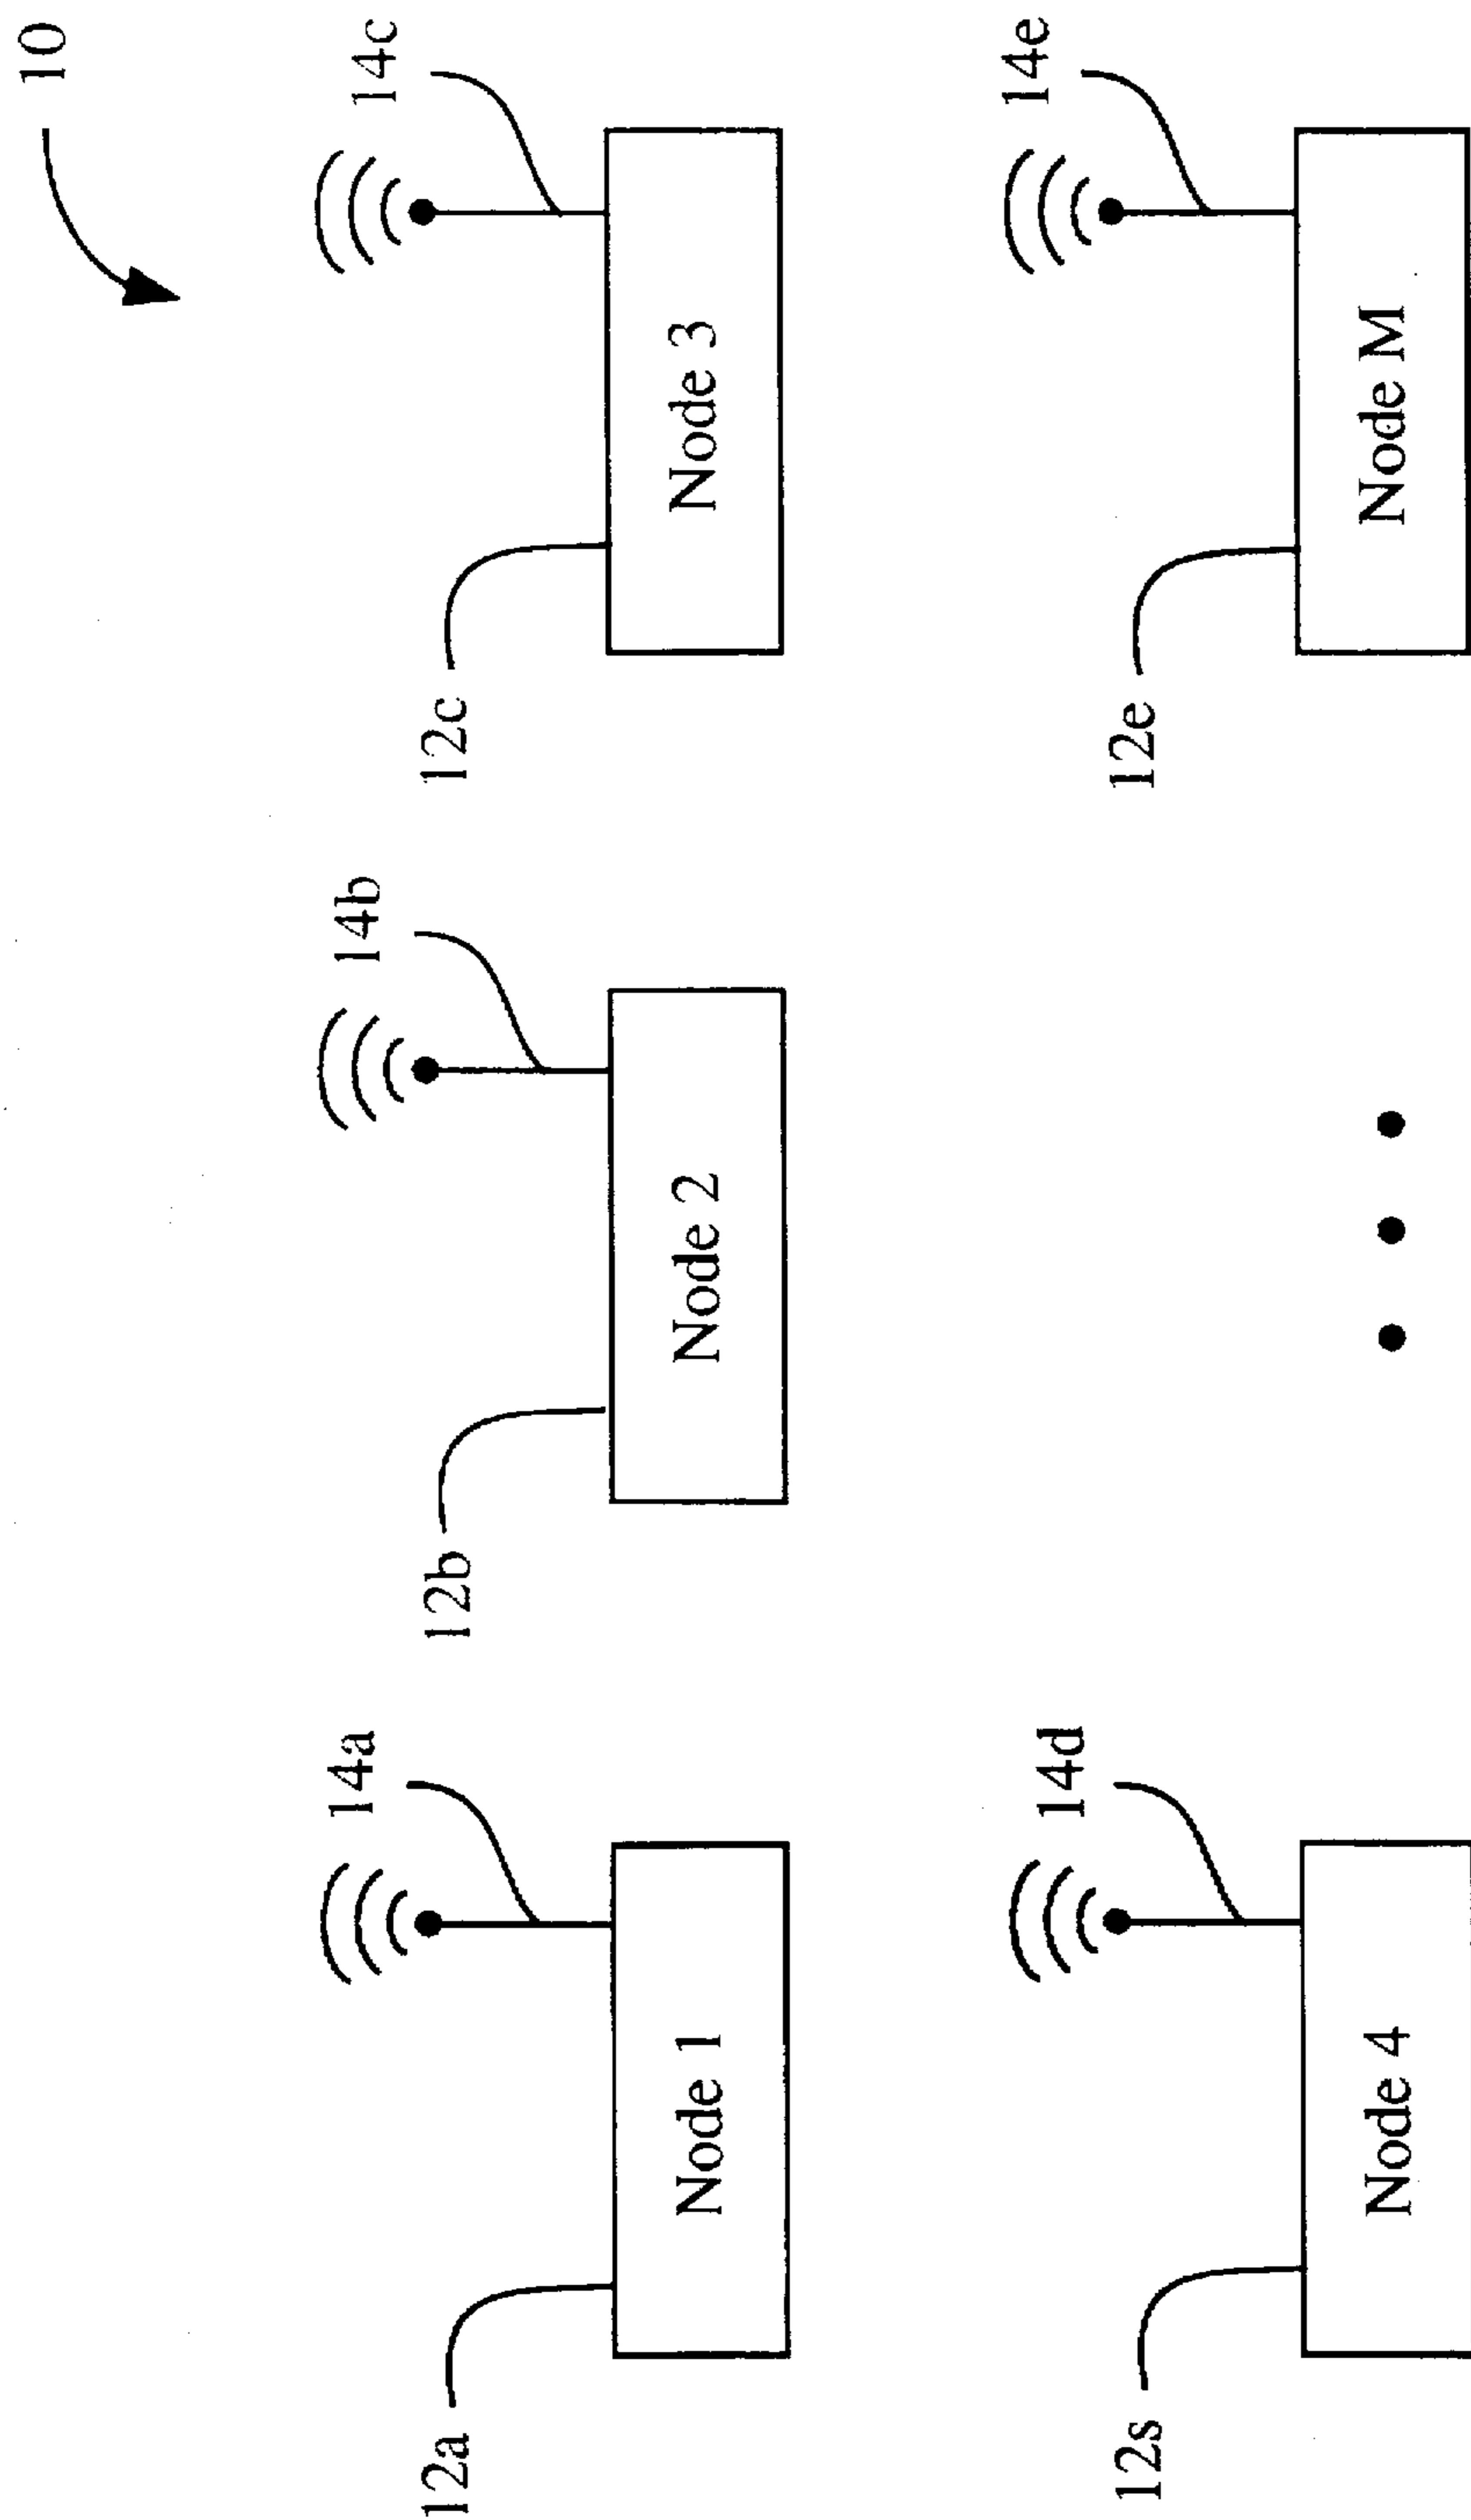 10
14a
14b
14c
12a
12b
12c
Node 1
Node 2
Node 3
14d
14e
12s
12e
Node 4
Node M